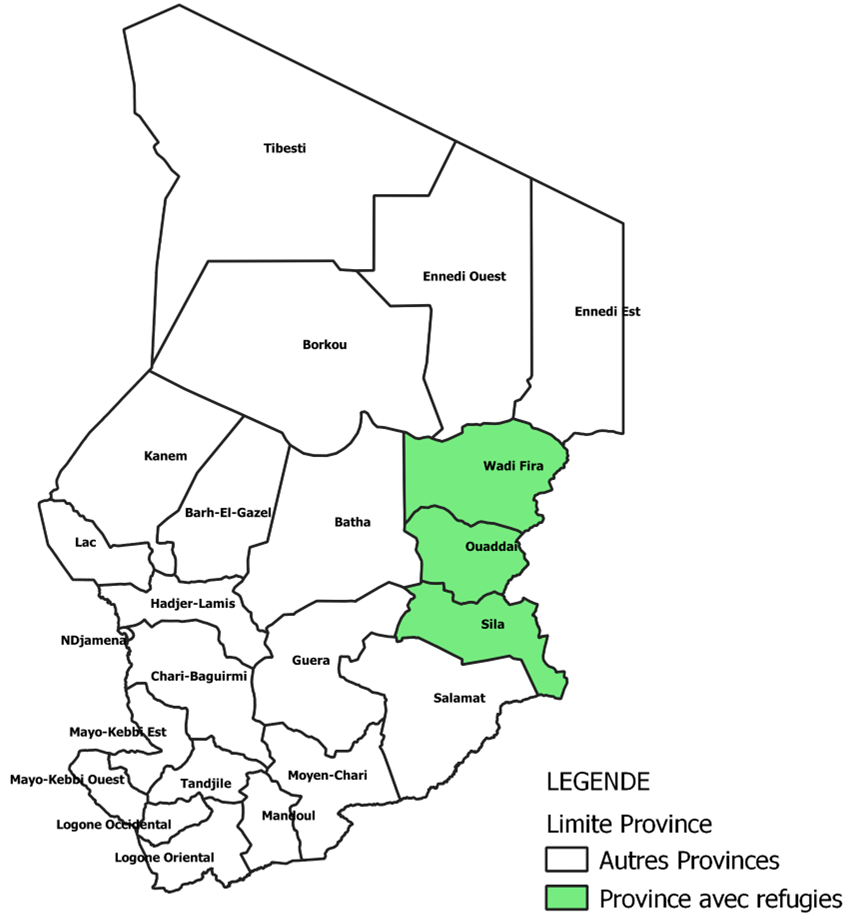 Tibesti
Ennedi Ouest
Ennedi Est
Borkou
Kanem
Wadi Fira
Barh-El-Gazel
Batha
Lac
Ouaddai
Hadjer-Lamis
Sila
NDjamena
Guera
Chari-Baguirmi
Salamat
Mayo-Kebbi Est
Moyen-Chari
Mayo-Kebbi Ouest
Tandjile
Mandoul
Logone Occidental
Logone Oriental
LEGENDE
Limite Province
Autres Provinces
Province avec refugies